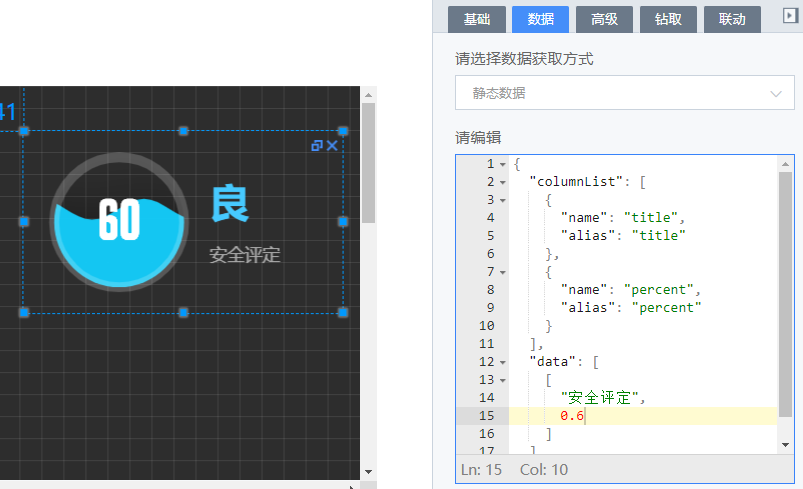 基础 数据 高级 钻取 联动
请选择数据获取方式
静态数据
请编辑
41
60
良
安全评定
1 {
2 "columnList": [
3 {
4 "name": "title",
5 "alias": "title"
6 },
7 {
8 "name": "percent",
9 "alias": "percent"
10 }
11 ],
12 "data": [
13 [
14 "安全评定",
15 0.6
16 ]
17 ]
Ln: 15 Col: 10